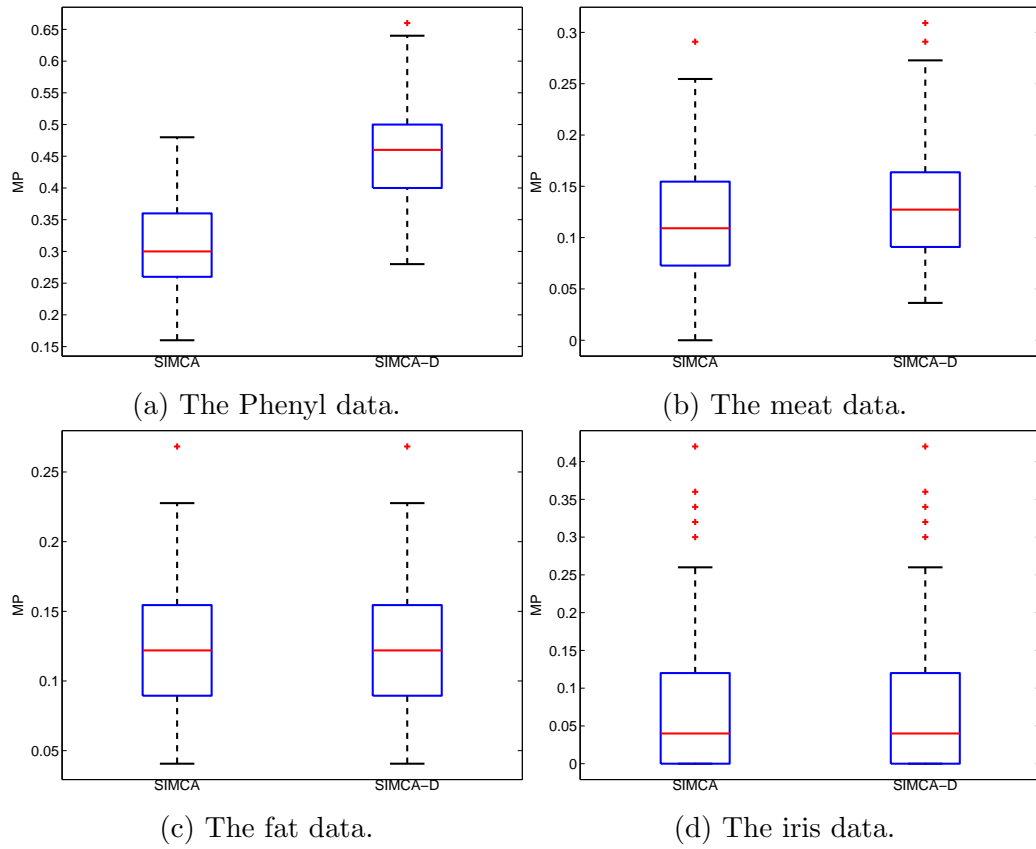 0.65
0.6
0.55
0.5
0.45
0.4
0.35
0.3
0.25
0.2
0.15
MP
SIMCA SIMCA-D
(a) The Phenyl data.
0.3
0.25
0.2
0.15
0.1
0.05
0
MP
SIMCA SIMCA-D
(b) The meat data.
0.25
0.2
0.15
0.1
0.05
MP
SIMCA SIMCA-D
(c) The fat data.
0.4
0.35
0.3
0.25
0.2
0.15
0.1
0.05
0
MP
SIMCA SIMCA-D
(d) The iris data.